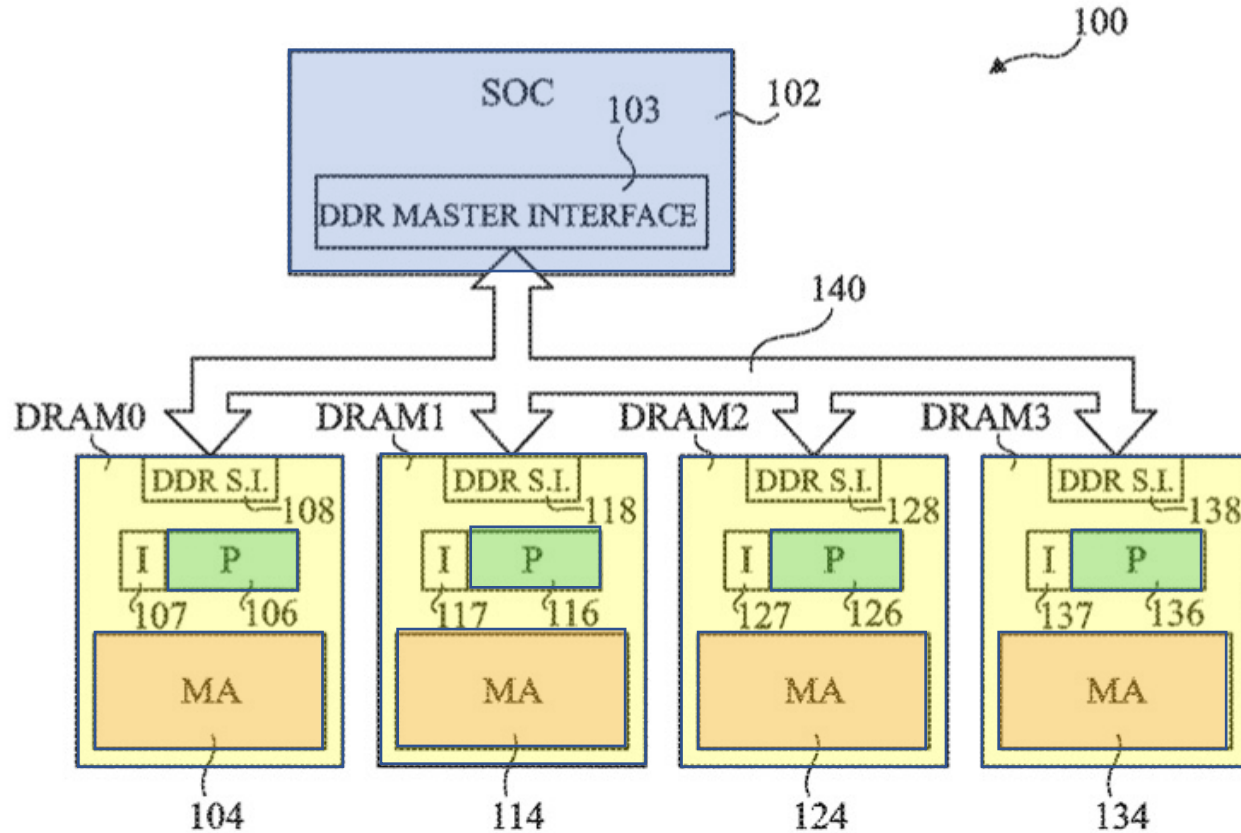 100
SOC
102
103
DDR MASTER INTERFACE
140
DRAM0 DRAM1 DRAM2 DRAM3
DDR S.I. DDR S.I. DDR S.I. DDR S.I.
108 118 128 138
I P I P I P I P
107 106 117 116 127 126 137 136
MA MA MA MA
104 114 124 134